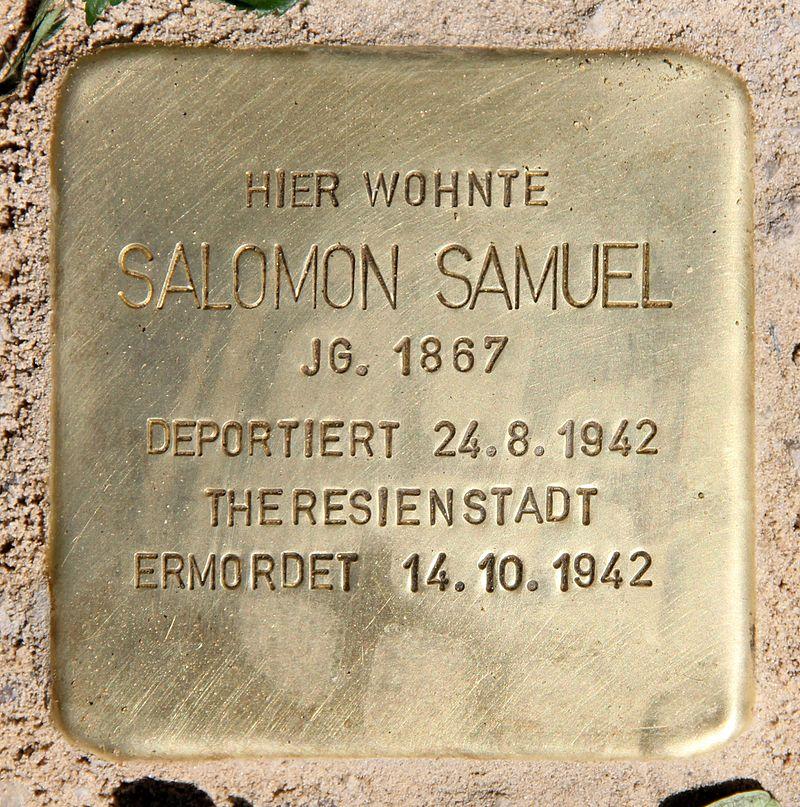 HIER WOHNTE
SALOMON SAMUEL
JG. 1867
DEPORTIERT 24.8.1942
THERESIENSTADT
ERMORDET 14.10.1942